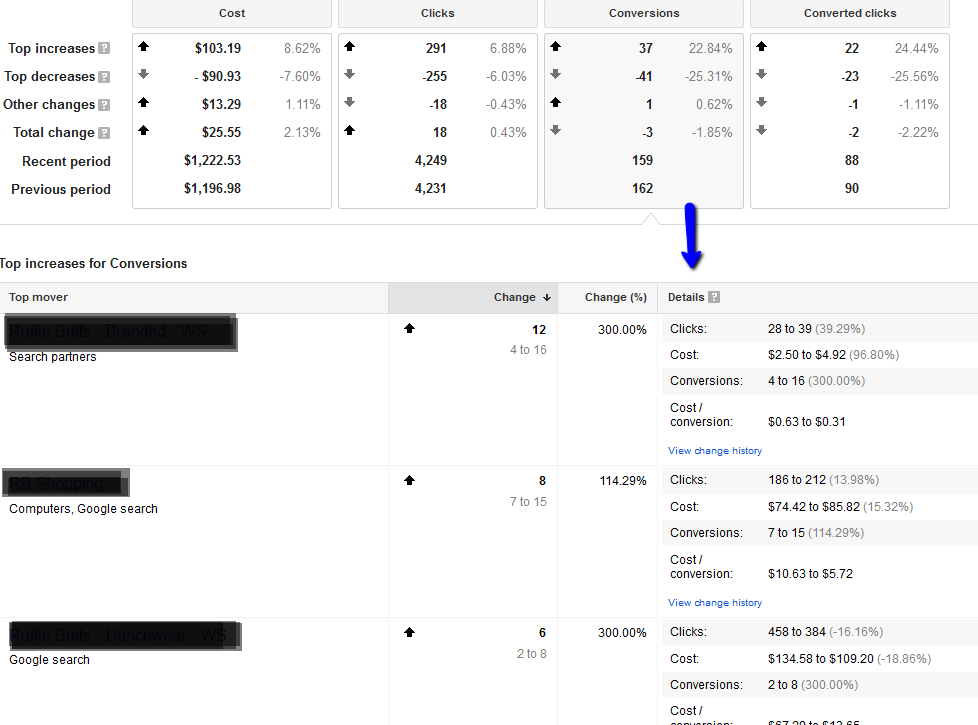 Cost Clicks Conversions Converted clicks
Top increases ? $103.19 8.62% 291 6.88% 37 22.84% 22 24.44%
Top decreases ? - $90.93 -7.60% -255 -6.03% -41 -25.31% -23 -25.56%
Other changes ? $13.29 1.11% -18 -0.43% 1 0.62% -1 -1.11%
Total change ? $25.55 2.13% 18 0.43% -3 -1.85% -2 -2.22%
Recent period $1,222.53 4,249 159 88
Previous period $1,196.98 4,231 162 90
Top increases for Conversions
Top mover Change Change (%) Details ?
Ruffle Butts - Branded - WS 12 300.00% Clicks: 28 to 39 (39.29%)
Search partners 4 to 16 Cost: $2.50 to $4.92 (96.80%)
Conversions: 4 to 16 (300.00%)
Cost /
conversion: $0.63 to $0.31
View change history
RB Shopping 8 114.29% Clicks: 186 to 212 (13.98%)
Computers, Google search 7 to 15 Cost: $74.42 to $85.82 (15.32%)
Conversions: 7 to 15 (114.29%)
Cost /
conversion: $10.63 to $5.72
View change history
Ruffle Butts - Dancewear - WS 6 300.00% Clicks: 458 to 384 (-16.16%)
Google search 2 to 8 Cost: $134.58 to $109.20 (-18.86%)
Conversions: 2 to 8 (300.00%)
Cost /